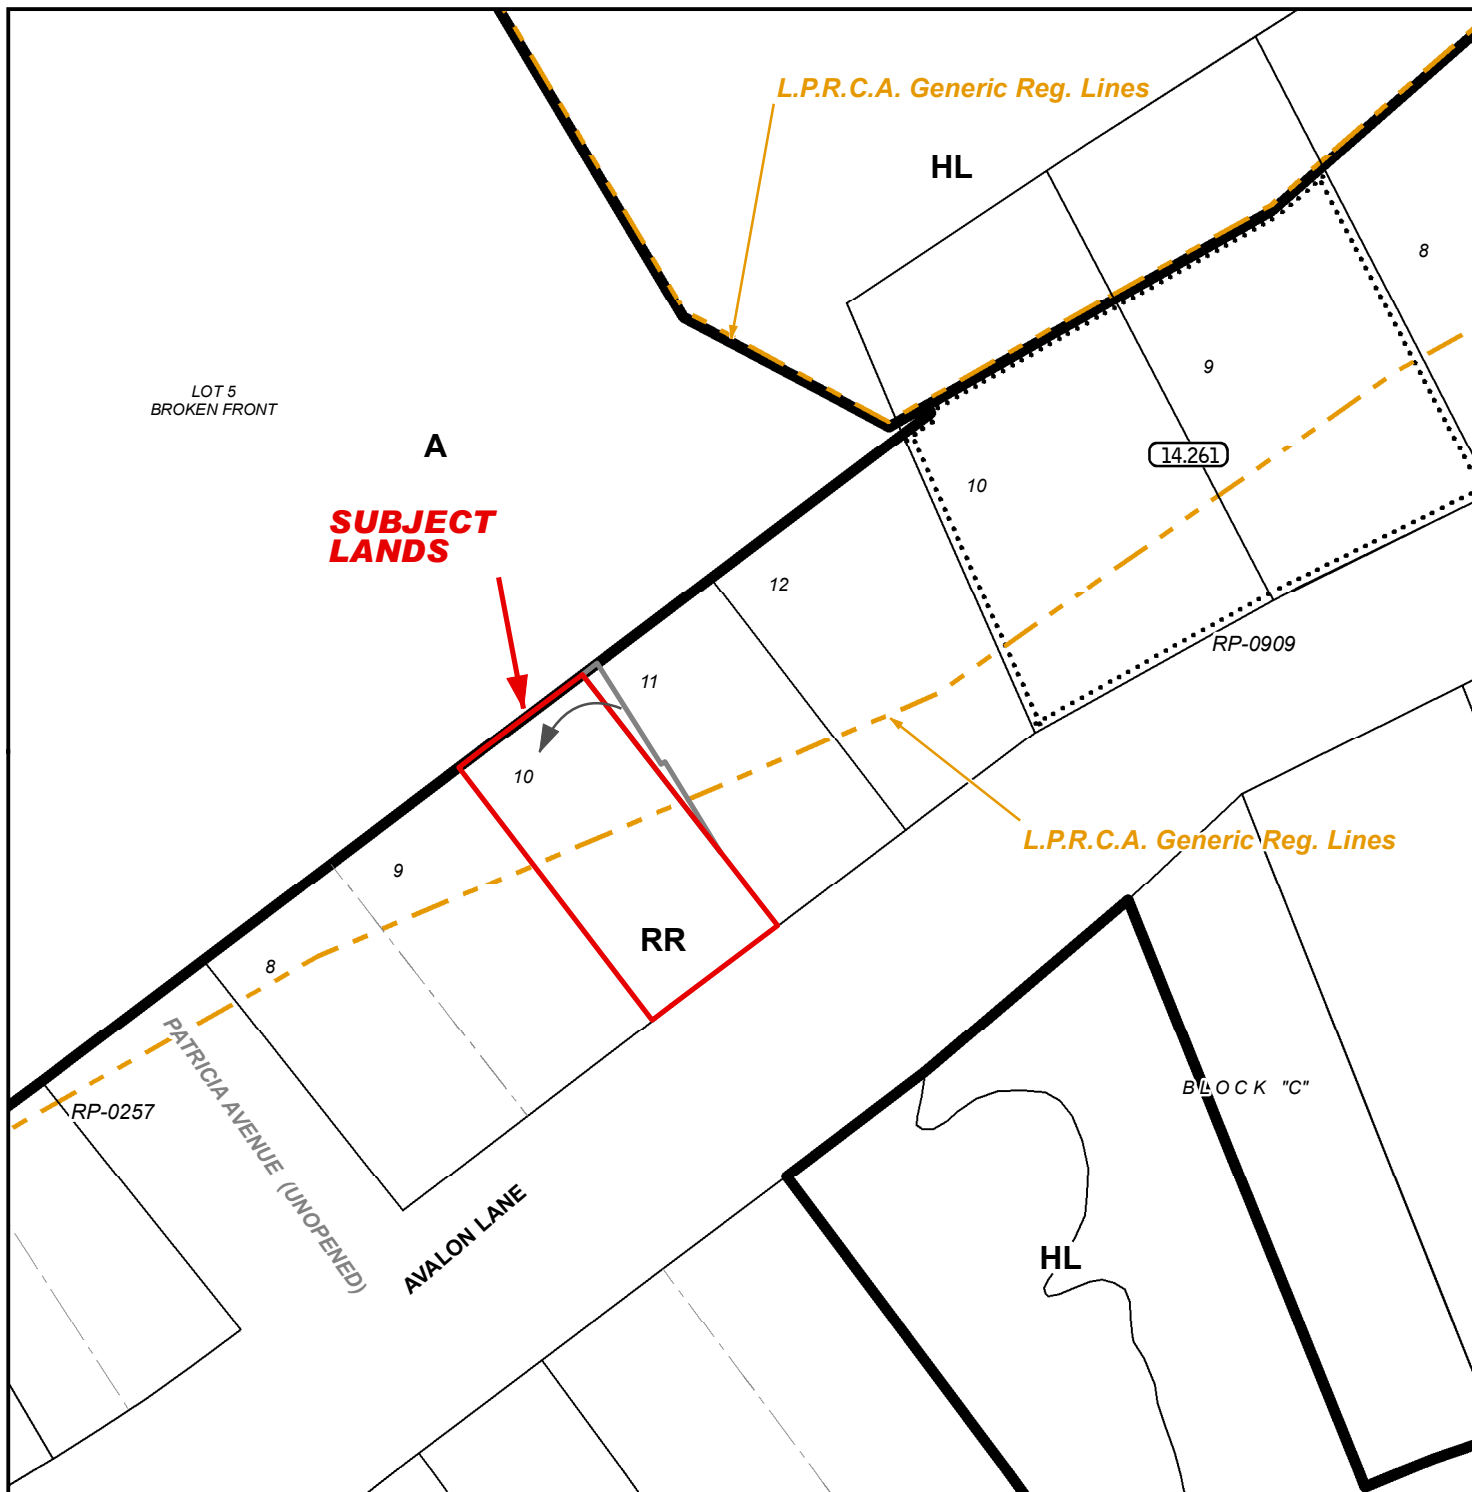 L.P.R.C.A. Generic Reg. Lines
HL
8
9
LOT 5
BROKEN FRONT
A
14.261
10
SUBJECT
LANDS
12
RP-0909
11
10
L.P.R.C.A. Generic Reg. Lines
9
RR
8
PATRICIA AVENUE (UNOPENED)
RP-0257
BLOCK "C"
AVALON LANE
HL